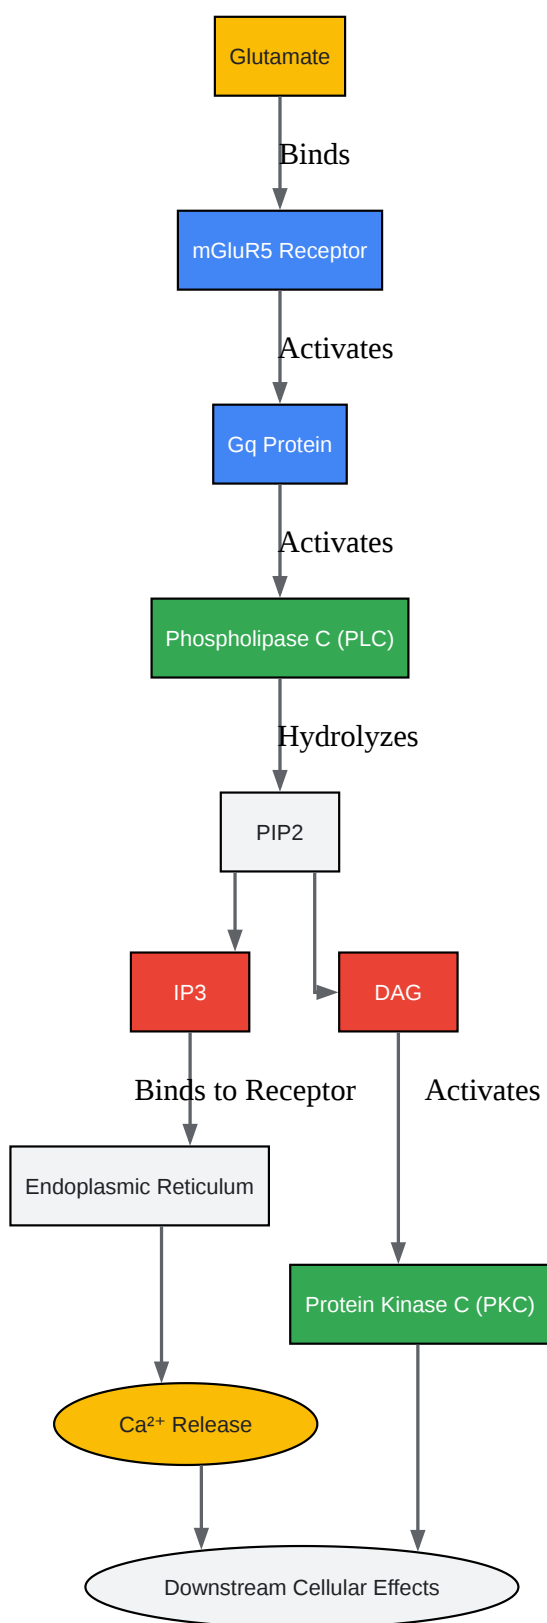 Glutamate
Binds
mGluR5 Receptor
Activates
Gq Protein
Activates
Phospholipase C (PLC)
Hydrolyzes
PIP2
IP3
DAG
Binds to Receptor
Activates
Endoplasmic Reticulum
Protein Kinase C (PKC)
Ca²⁺ Release
Downstream Cellular Effects